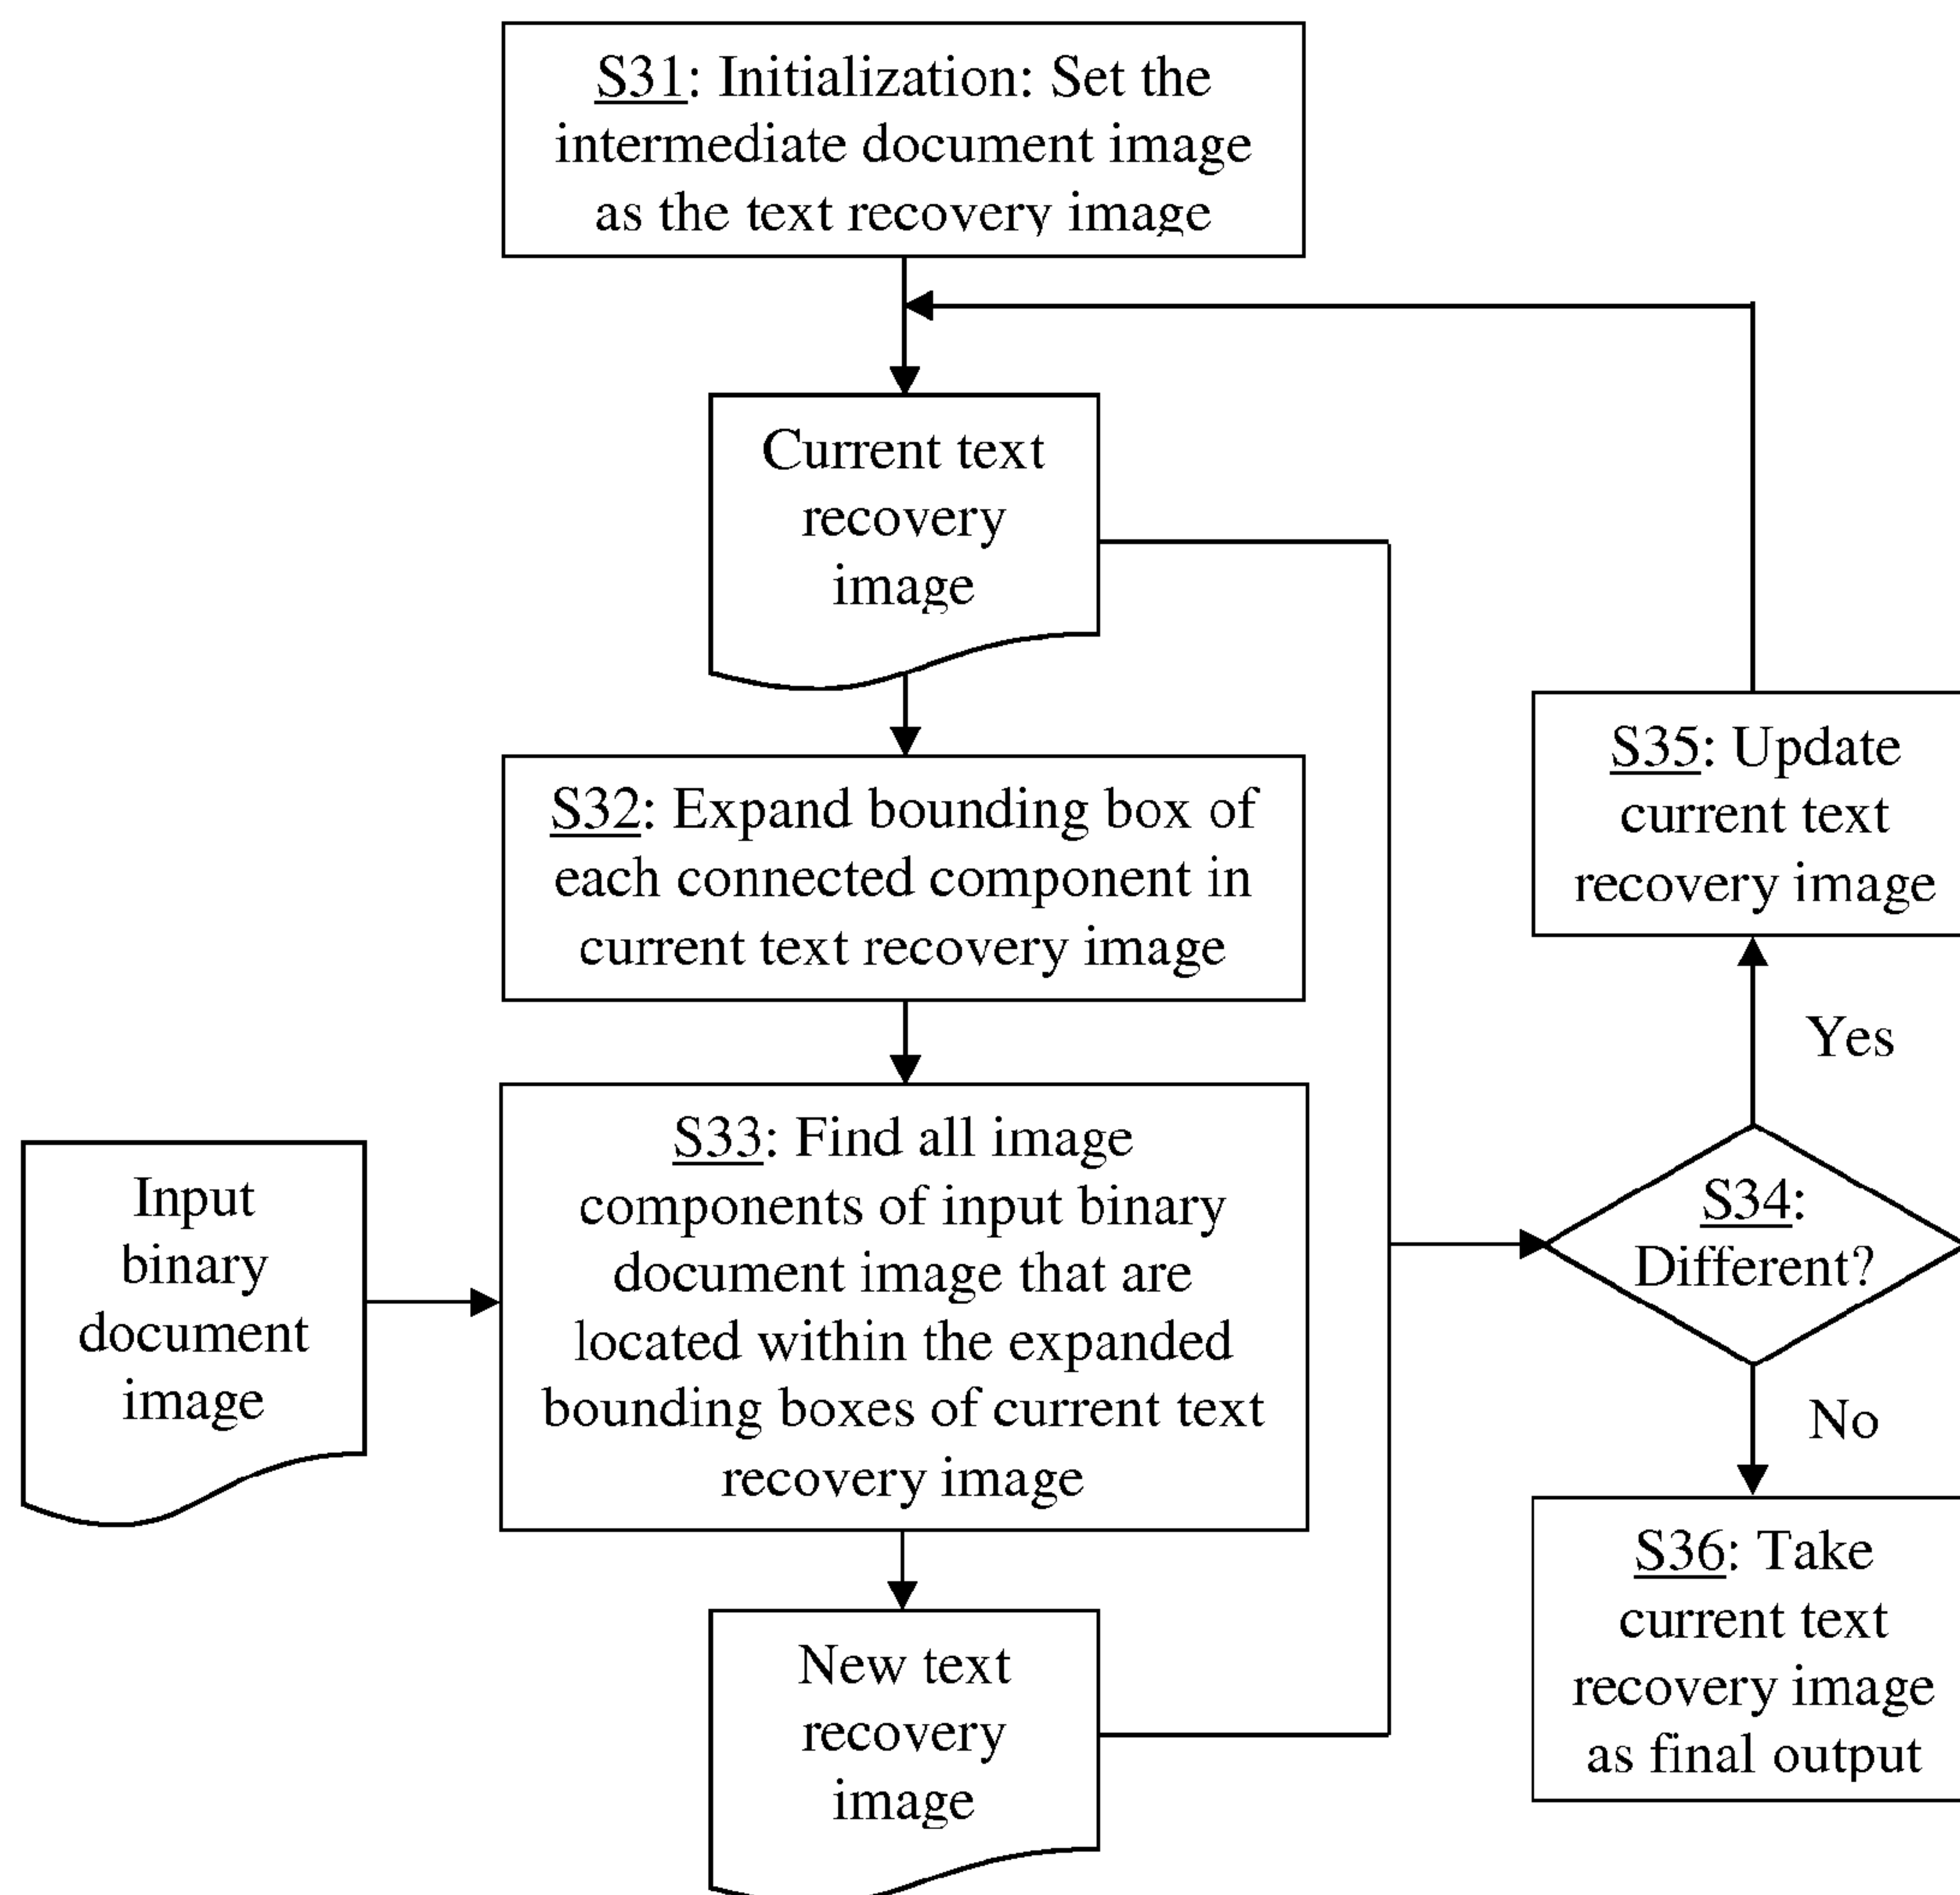 S31: Initialization: Set the
intermediate document image
as the text recovery image
Current text
recovery
image
S32: Expand bounding box of
each connected component in
current text recovery image
S33: Find all image
components of input binary
document image that are
located within the expanded
bounding boxes of current text
recovery image
Input
binary
document
image
New text
recovery
image
S34:
Different?
Yes
S35: Update
current text
recovery image
No
S36: Take
current text
recovery image
as final output